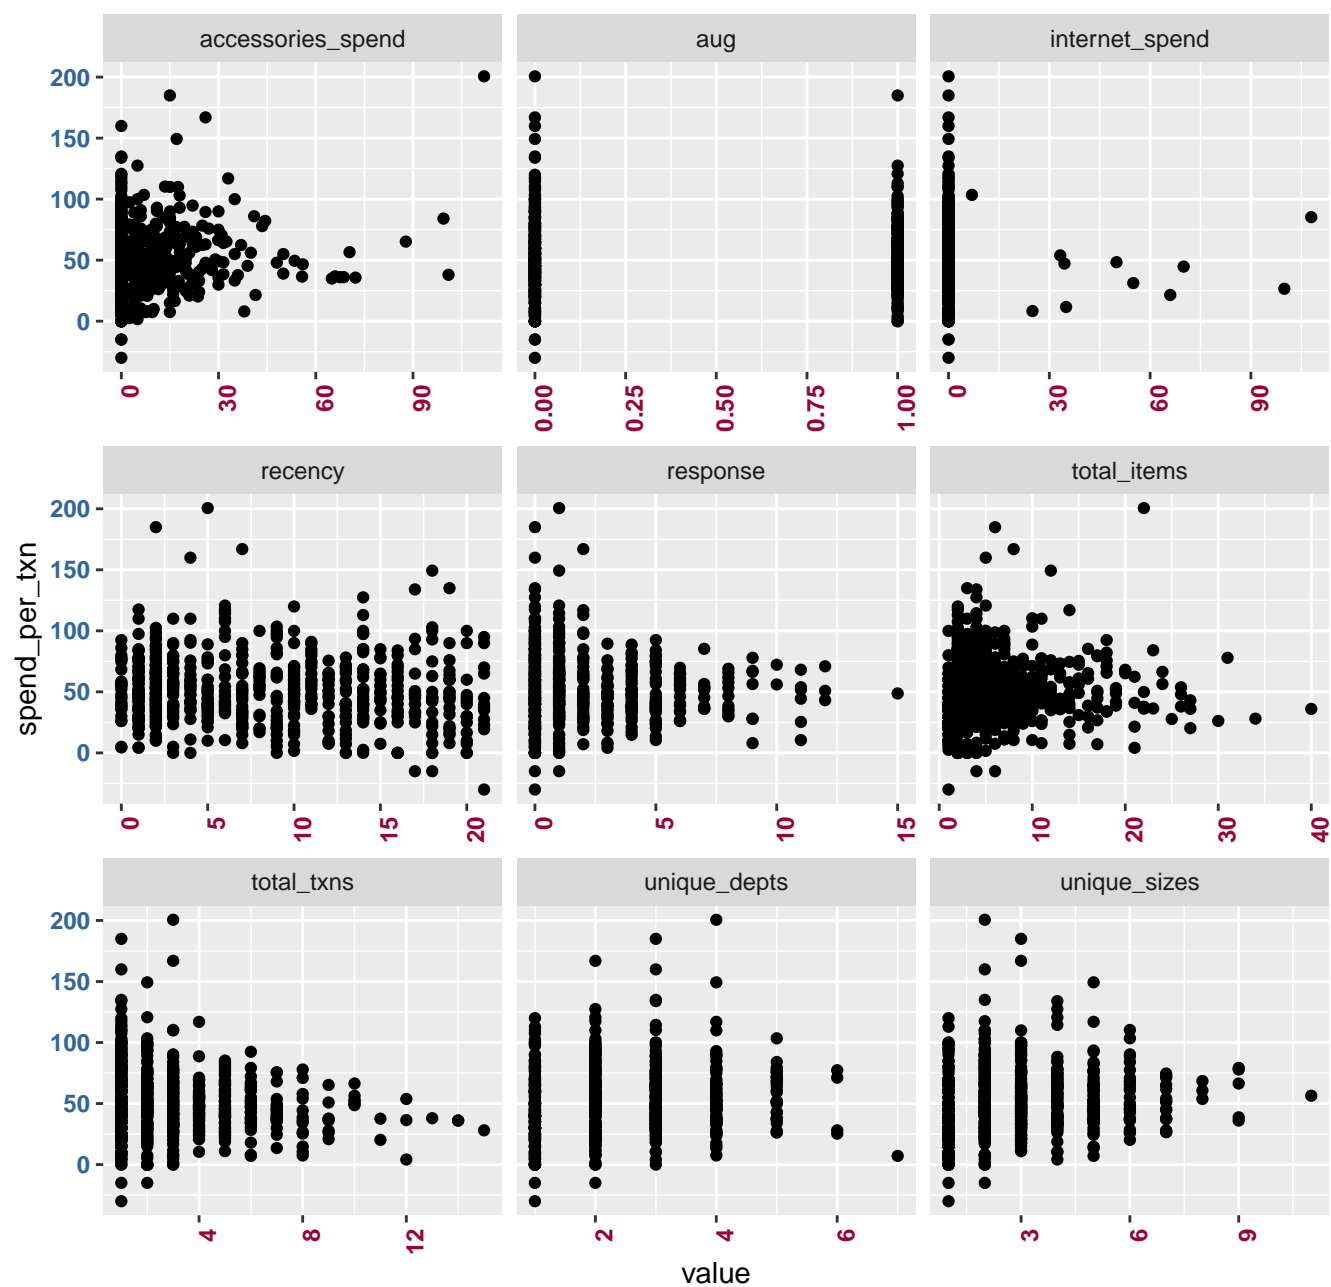 accessories_spend aug internet_spend
200
150
100
50
0
0 30 60 90 0.00 0.25 0.50 0.75 1.00 0 30 60 90
recency response total_items
200
150
100
50
0
0 5 10 15 20 0 5 10 15 0 10 20 30 40
spend_per_txn
total_txns unique_depts unique_sizes
200
150
100
50
0
4 8 12 2 4 6 3 6 9
value